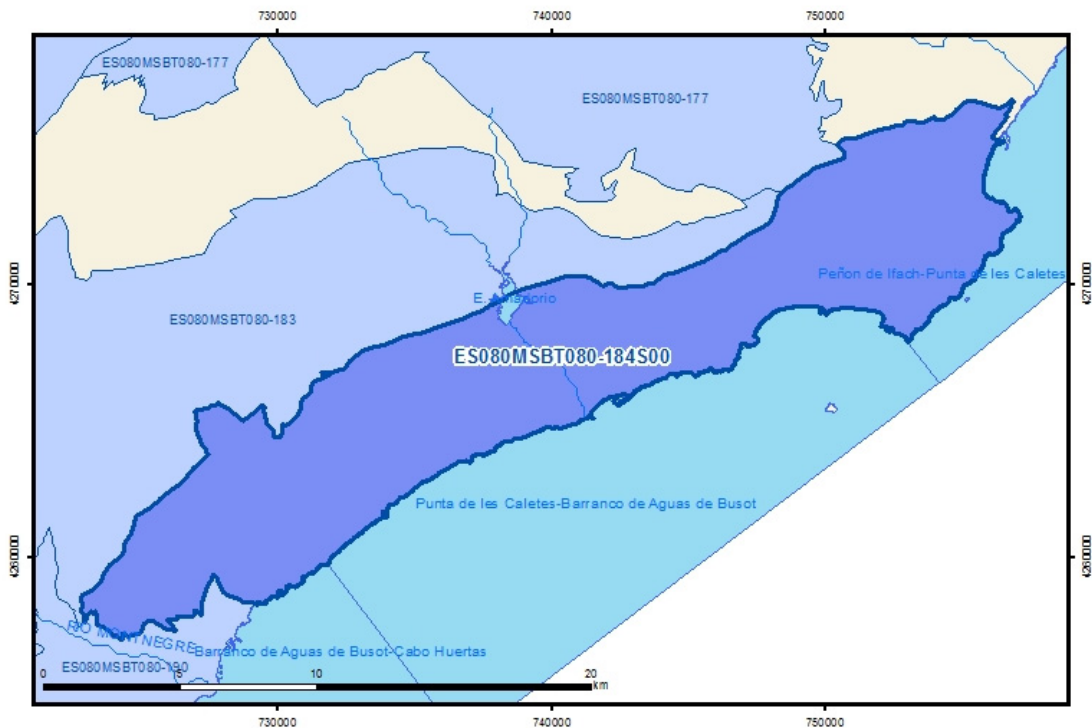 730000
740000
750000
ES080MSBT080-177
ES080MSBT080-177
4270000
Peñon de Ifach-Punta de les Caletes
4270000
E. Amadorio
ES080MSBT080-183
ES080MSBT080-184S00
Punta de les Caletes-Barranco de Aguas de Busot
4260000
4260000
RÍO MONTNEGRE
Barranco de Aguas de Busot-Cabo Huertas
ES080MSBT080-190
0
5
10
20
km
730000
740000
750000